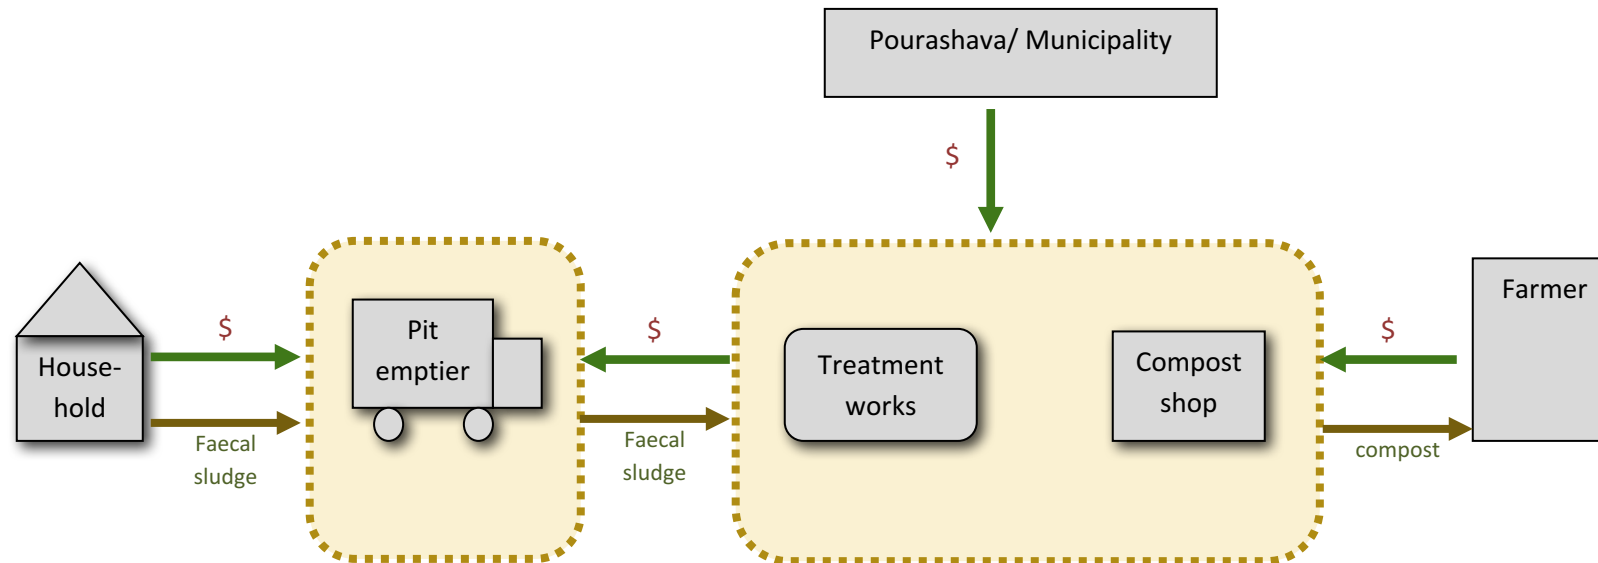 Pourashava/ Municipality
$
House-
hold
$
Faecal
sludge
Pit
emptier
$
Faecal
sludge
Treatment
works
Compost
shop
$
compost
Farmer